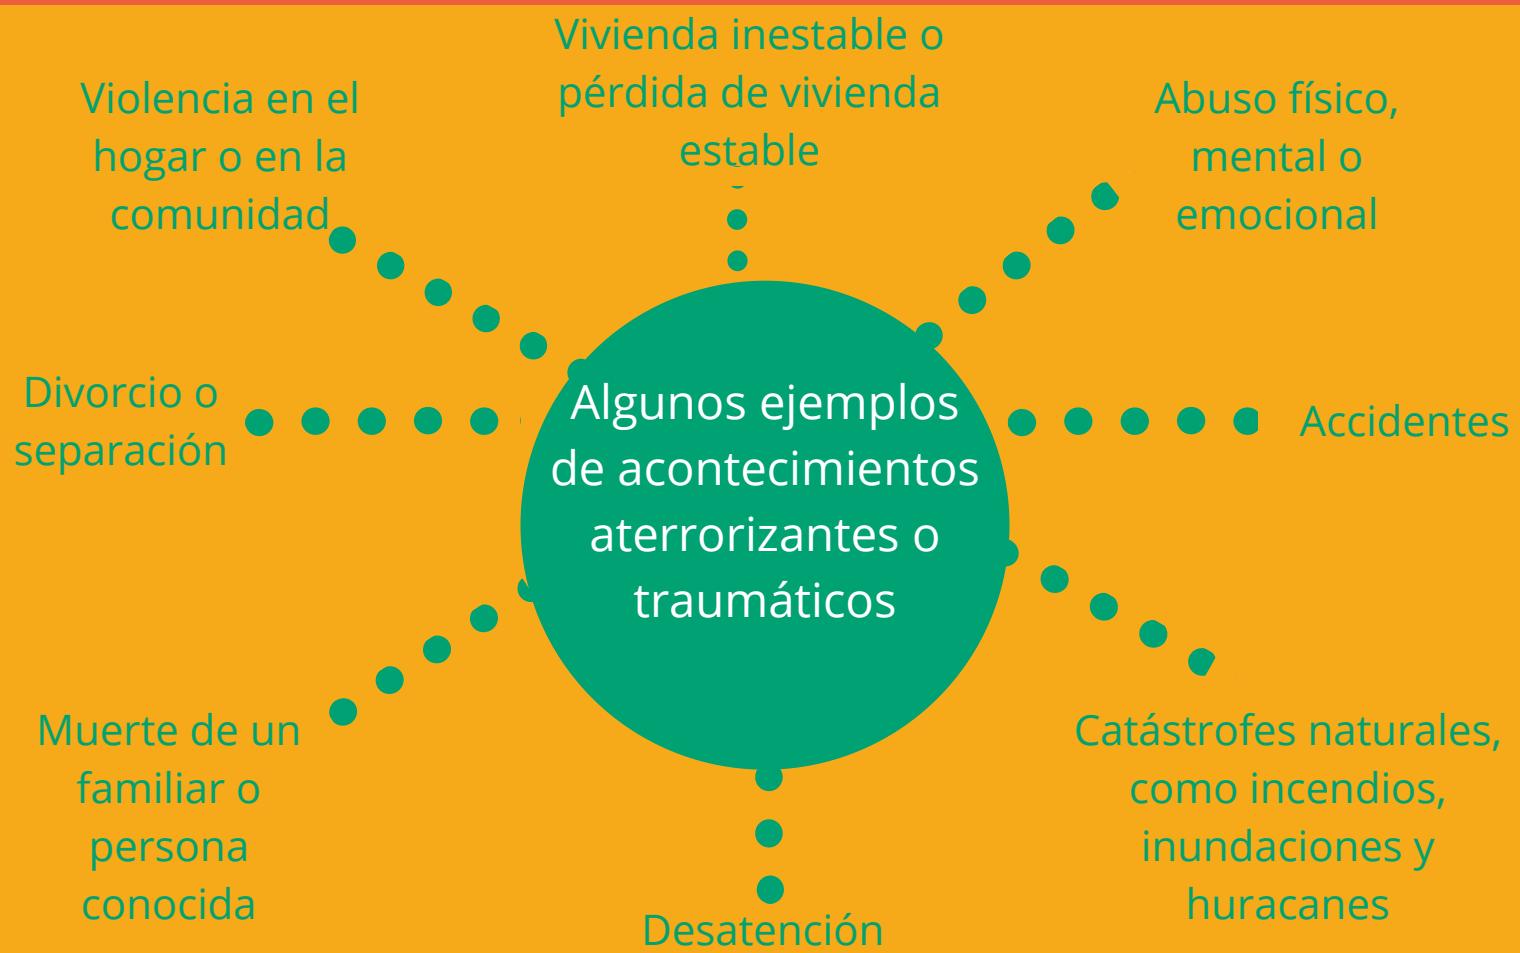 Vivienda inestable o
pérdida de vivienda
estable
Violencia en el
hogar o en la
comunidad
Abuso físico,
mental o
emocional
Divorcio o
separación
Algunos ejemplos
de acontecimientos
aterrorizantes o
traumáticos
Accidentes
Muerte de un
familiar o
persona
conocida
Catástrofes naturales,
como incendios,
inundaciones y
huracanes
Desatención